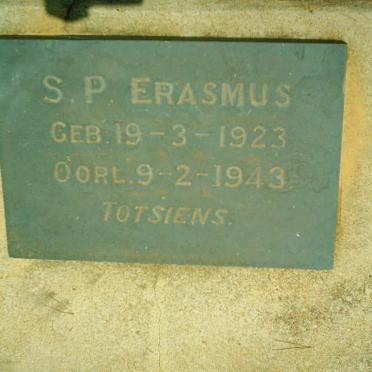 S. P. ERASMUS
GEB. 19-3-1923
OORL. 9-2-1943
TOTSIENS.